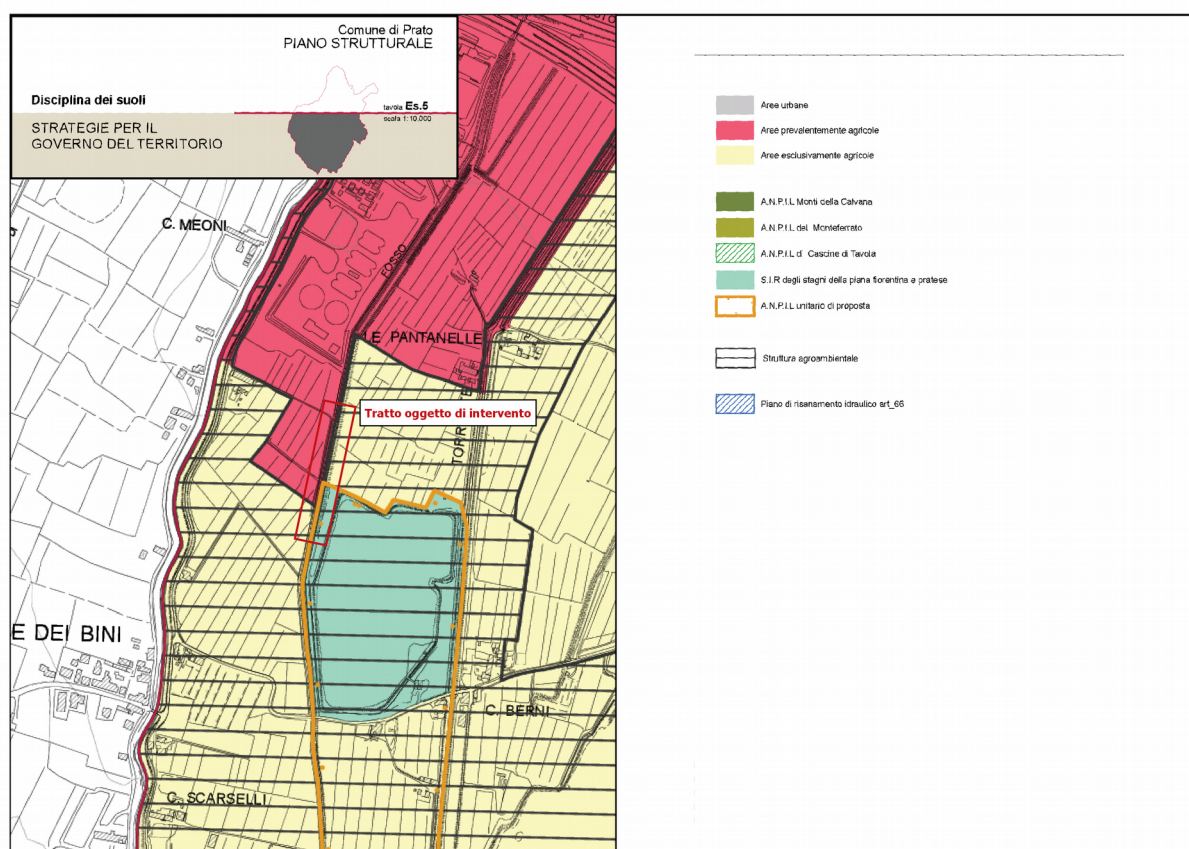 Comune di Prato
PIANO STRUTTURALE
Disciplina dei suoli
tavola Es.5
scala 1:10.000
STRATEGIE PER IL
GOVERNO DEL TERRITORIO
C. MEONI
FOSSO
LE PANTANELLE
Tratto oggetto di intervento
E DEI BINI
C. BERNI
C. SCARSELLI
Aree urbane
Aree prevalentemente agricole
Aree esclusivamente agricole
A.N.P.I.L Monti della Calvana
A.N.P.I.L del Monteferrato
A.N.P.I.L di Cascine di Tavola
S.I.R degli stagni della piana fiorentina e pratese
A.N.P.I.L unitario di proposta
Struttura agroambientale
Piano di risanamento idraulico art_66